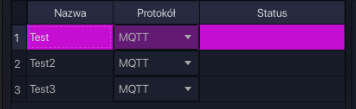 Nazwa Protokół Status
1 Test MQTT
2 Test2 MQTT
3 Test3 MQTT